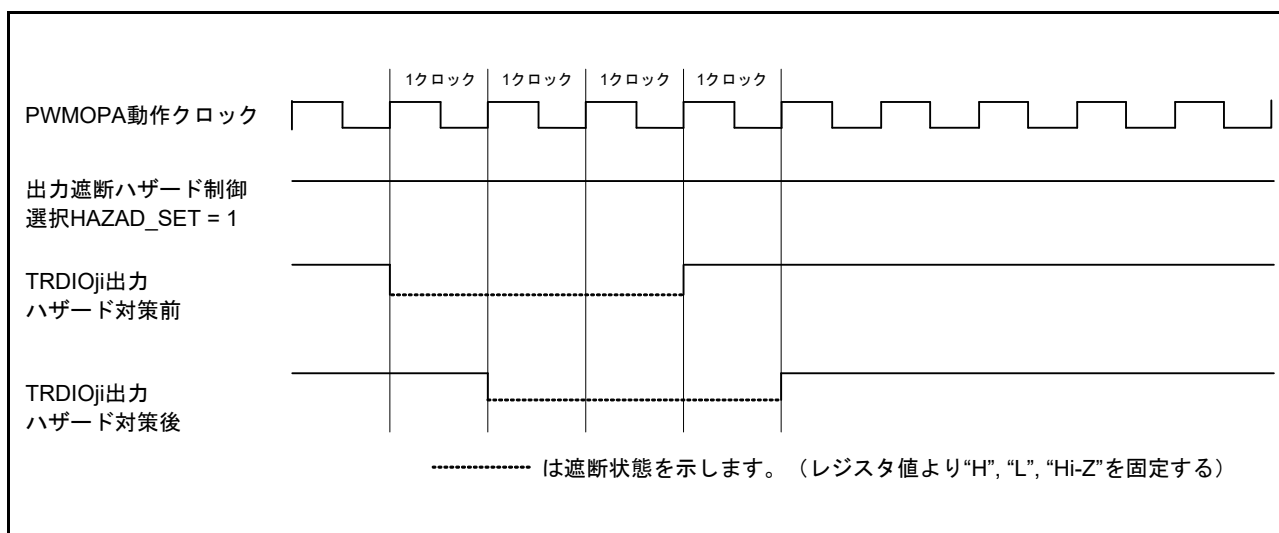 1クロック 1クロック 1クロック 1クロック
PWMOPA動作クロック
出力遮断ハザード制御
選択HAZAD_SET = 1
TRDIOji出力
ハザード対策前
TRDIOji出力
ハザード対策後
は遮断状態を示します。（レジスタ値より“H”, “L”, “Hi-Z”を固定する）